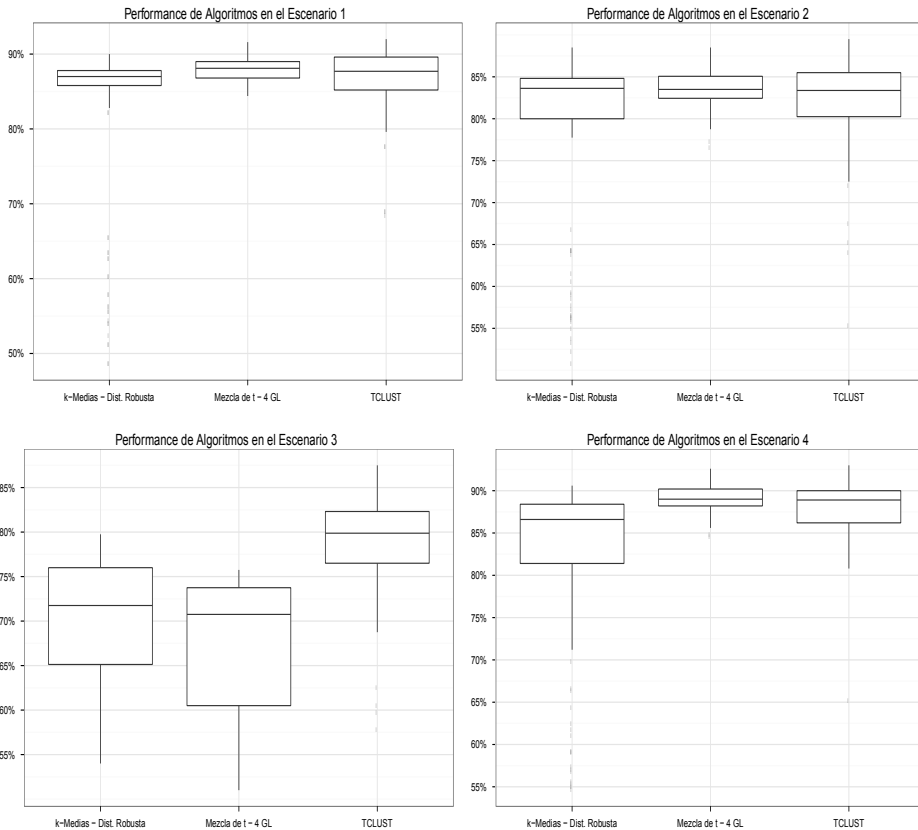 Performance de Algoritmos en el Escenario 1
90%
80%
70%
60%
50%
k−Medias − Dist. Robusta
Mezcla de t − 4 GL
TCLUST
Performance de Algoritmos en el Escenario 2
85%
80%
75%
70%
65%
60%
55%
k−Medias − Dist. Robusta
Mezcla de t − 4 GL
TCLUST
Performance de Algoritmos en el Escenario 3
85%
80%
75%
70%
65%
60%
55%
k−Medias − Dist. Robusta
Mezcla de t − 4 GL
TCLUST
Performance de Algoritmos en el Escenario 4
90%
85%
80%
75%
70%
65%
60%
55%
k−Medias − Dist. Robusta
Mezcla de t − 4 GL
TCLUST